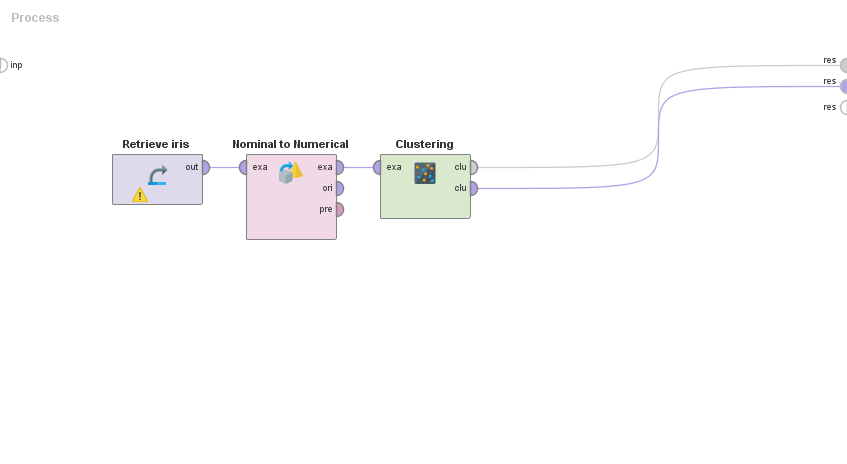 Process
inp
res
res
res
Retrieve iris
Nominal to Numerical
Clustering
out
exa
exa
ori
pre
exa
clu
clu